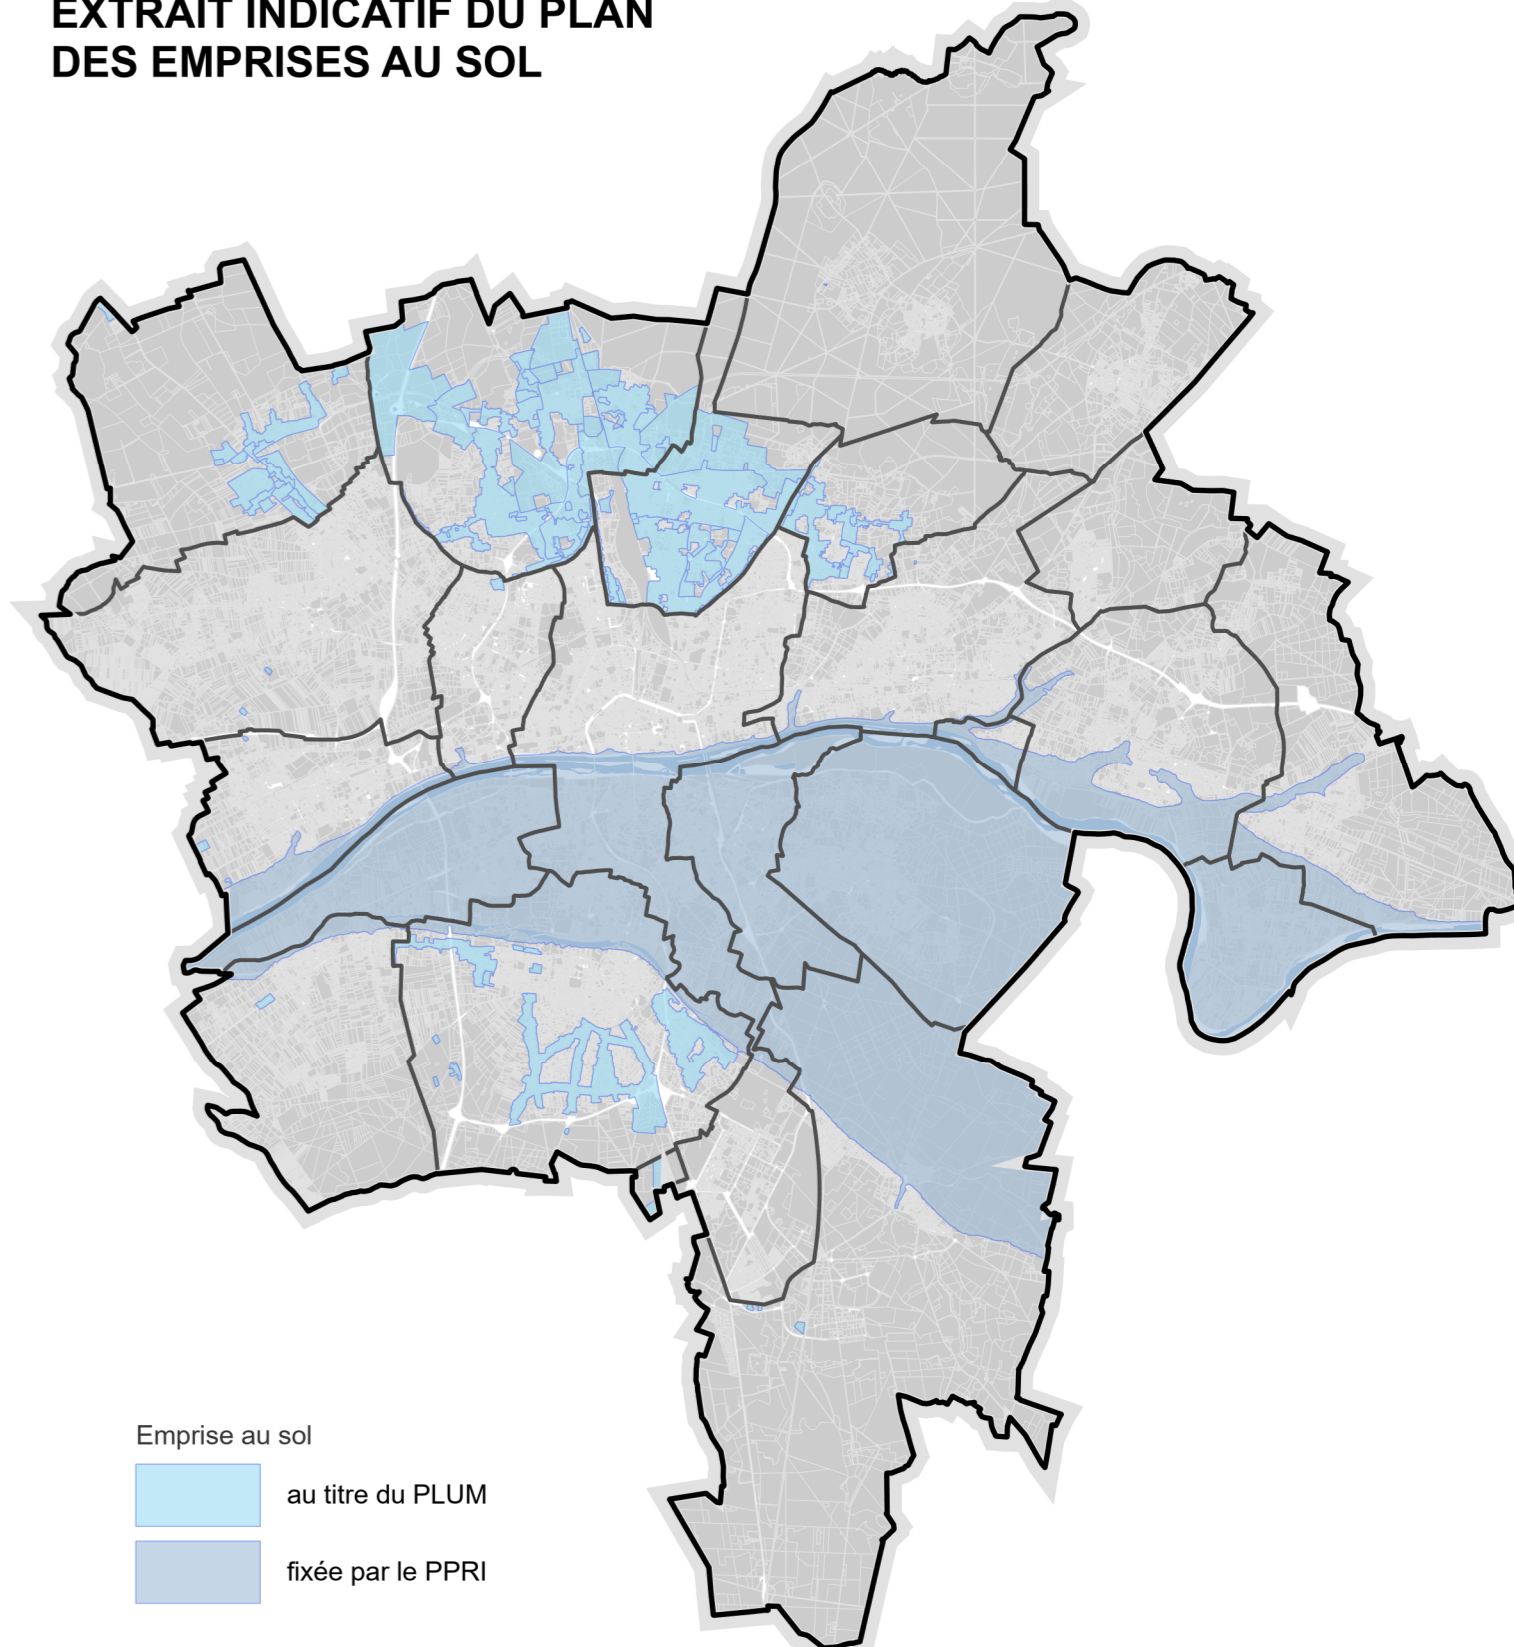 EXTRAIT INDICATIF DU PLAN
DES EMPRISES AU SOL
Emprise au sol
au titre du PLUM
fixée par le PPRI